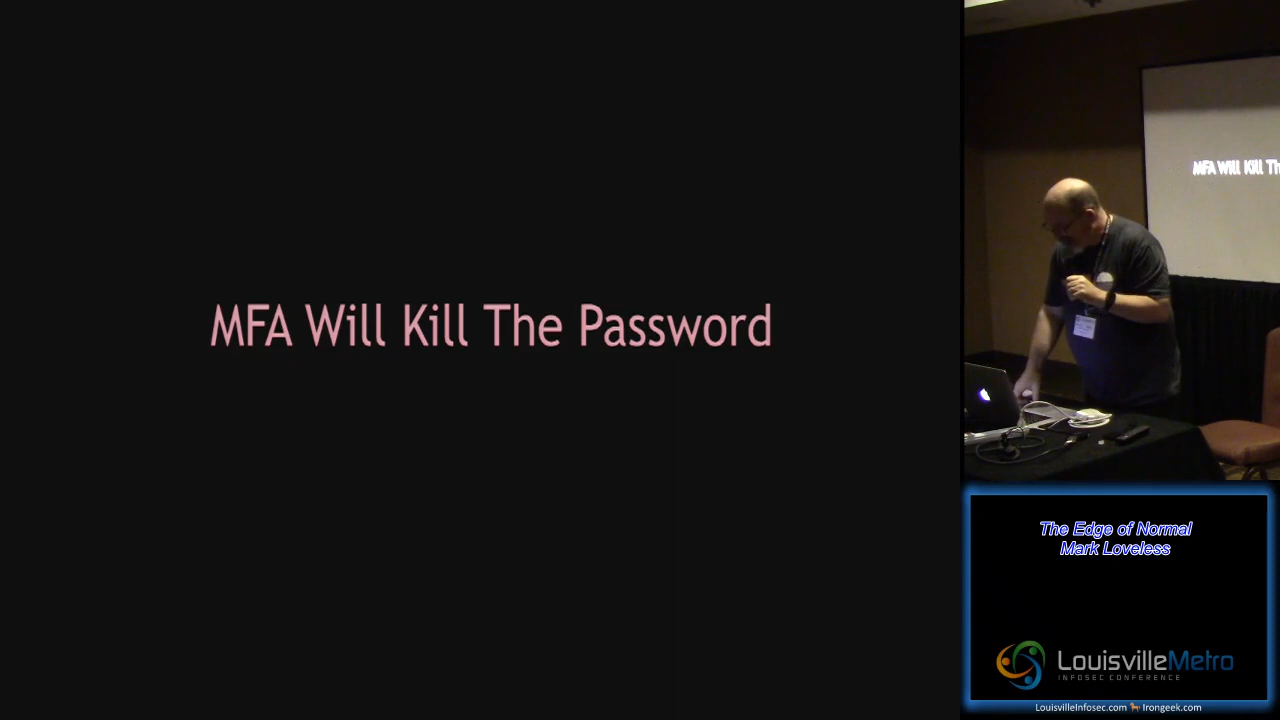 MFA Will Kill The Password
MFA Will Kill Th
The Edge of Normal
Mark Loveless
LouisvilleMetro
INFOSEC CONFERENCE
LouisvilleInfosec.com Irongeek.com